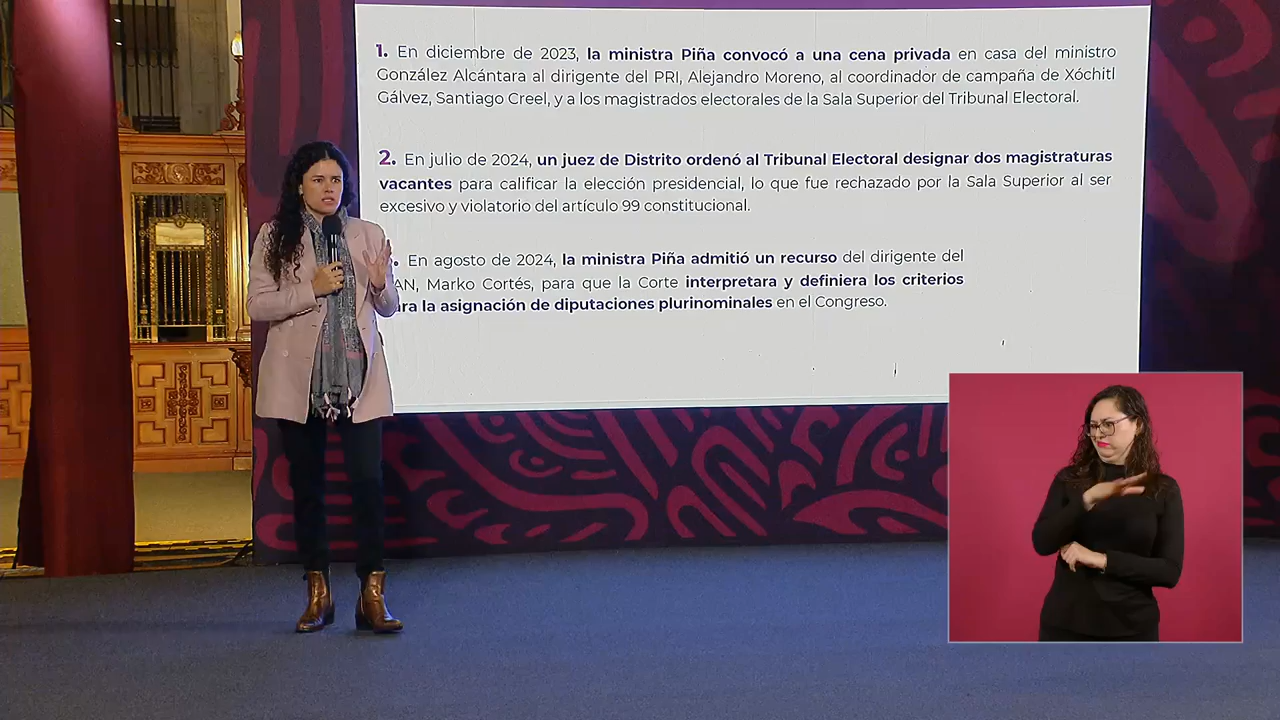 1. En diciembre de 2023, la ministra Piña convocó a una cena privada en casa del ministro
González Alcántara al dirigente del PRI, Alejandro Moreno, al coordinador de campaña de Xóchitl
Gálvez, Santiago Creel, y a los magistrados electorales de la Sala Superior del Tribunal Electoral.
2. En julio de 2024, un juez de Distrito ordenó al Tribunal Electoral designar dos magistraturas
vacantes para calificar la elección presidencial, lo que fue rechazado por la Sala Superior al ser
excesivo y violatorio del artículo 99 constitucional.
. En agosto de 2024, la ministra Piña admitió un recurso del dirigente del
AN, Marko Cortés, para que la Corte interpretara y definiera los criterios
ara la asignación de diputaciones plurinominales en el Congreso.